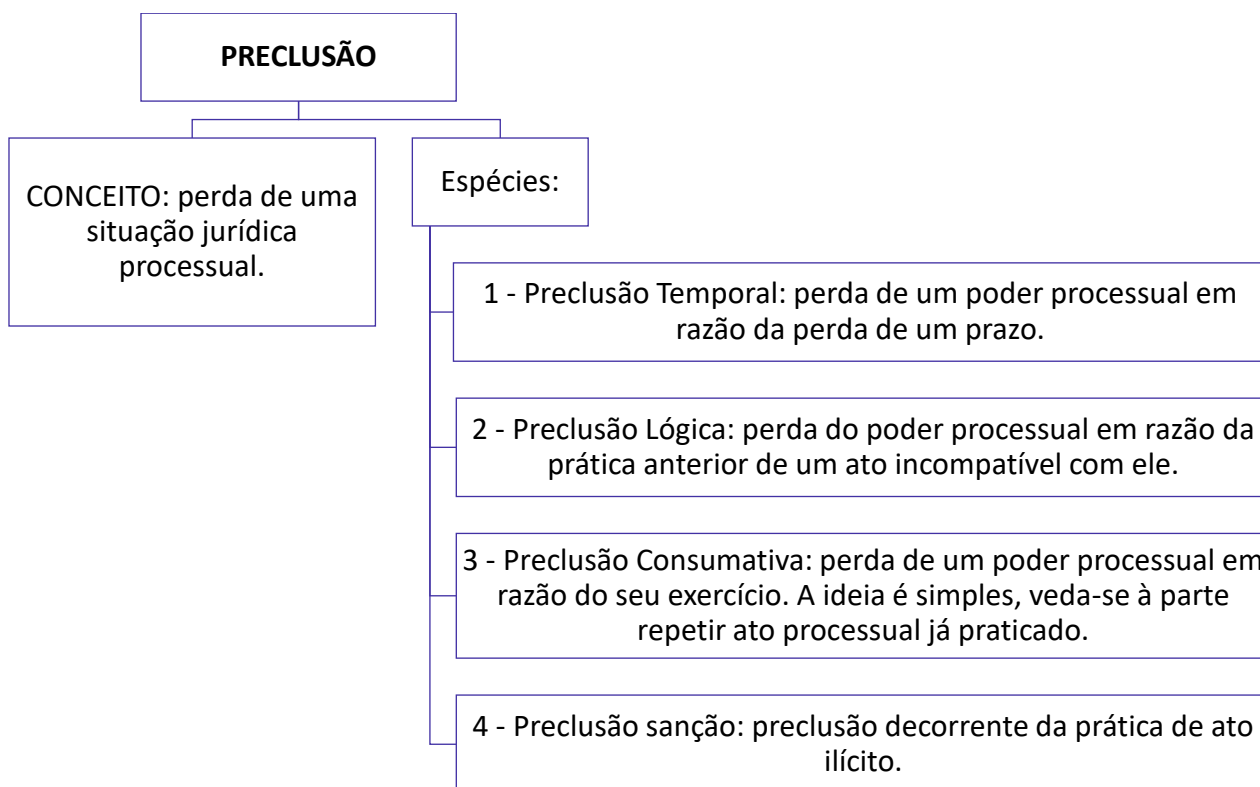 PRECLUSÃO
CONCEITO: perda de uma
situação jurídica
processual.
Espécies:
1 - Preclusão Temporal: perda de um poder processual em
razão da perda de um prazo.
2 - Preclusão Lógica: perda do poder processual em razão da
prática anterior de um ato incompatível com ele.
3 - Preclusão Consumativa: perda de um poder processual em
razão do seu exercício. A ideia é simples, veda-se à parte
repetir ato processual já praticado.
4 - Preclusão sanção: preclusão decorrente da prática de ato
ilícito.